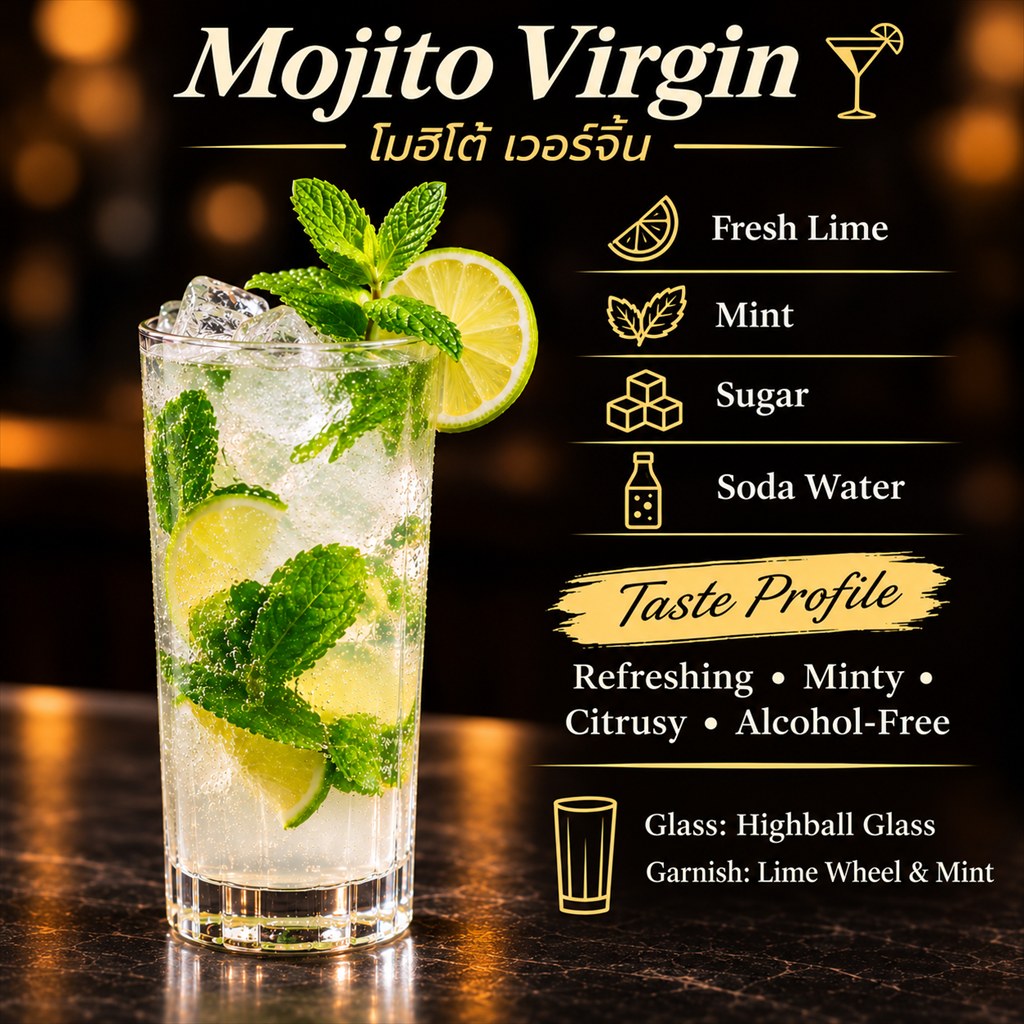 Mojito Virgin
โมฮิโต้ เวอร์จิ้น
Fresh Lime
Mint
Sugar
Soda Water
Taste Profile
Refreshing • Minty •
Citrusy • Alcohol-Free
Glass: Highball Glass
Garnish: Lime Wheel & Mint